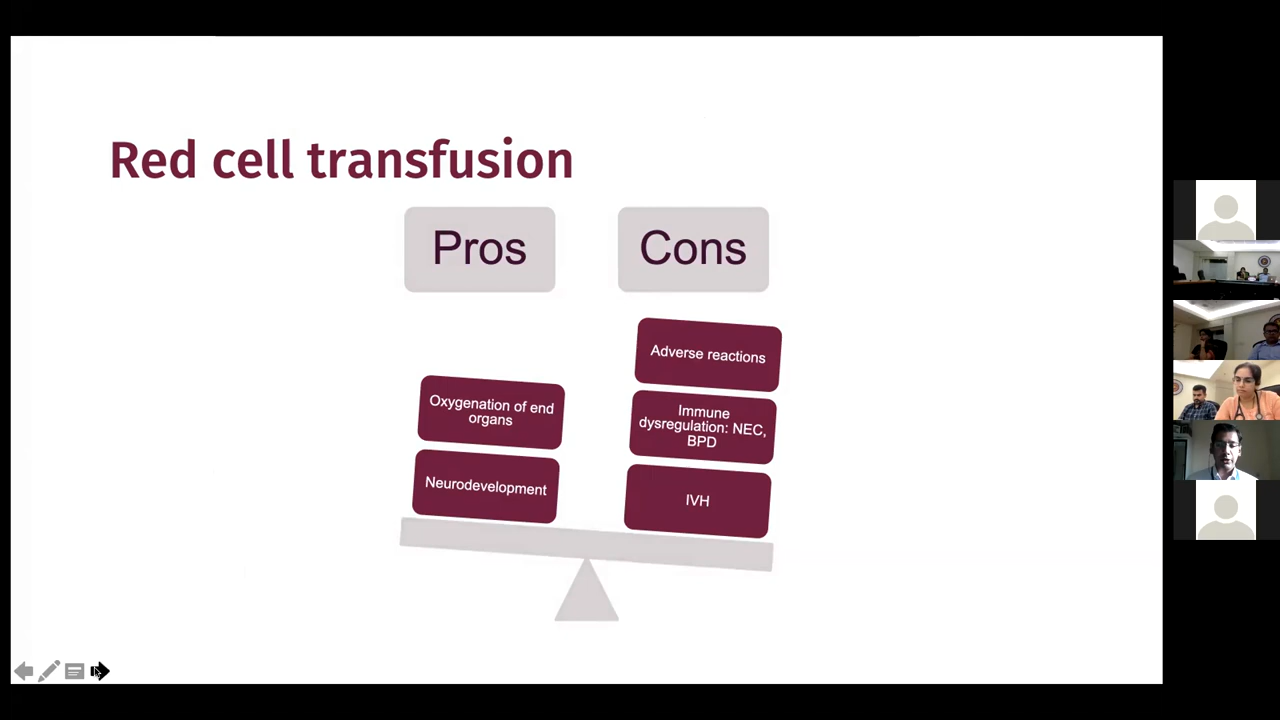 Red cell transfusion
Pros
Cons
Oxygenation of end
organs
Neurodevelopment
Adverse reactions
Immune
dysregulation: NEC,
BPD
IVH